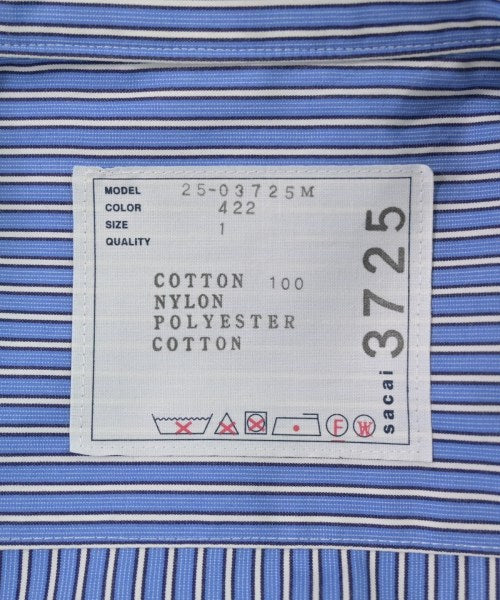 MODEL 25-03725M
COLOR 422
SIZE 1
QUALITY
COTTON 100
NYLON
POLYESTER
COTTON
F W
sacai 3725